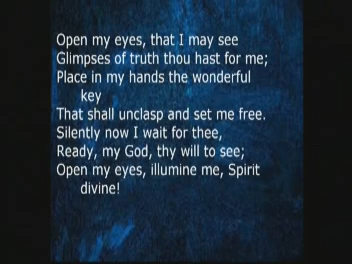 Open my eyes, that I may see
Glimpses of truth thou hast for me;
Place in my hands the wonderful
key
That shall unclasp and set me free.
Silently now I wait for thee,
Ready, my God, thy will to see;
Open my eyes, illumine me, Spirit
divine!